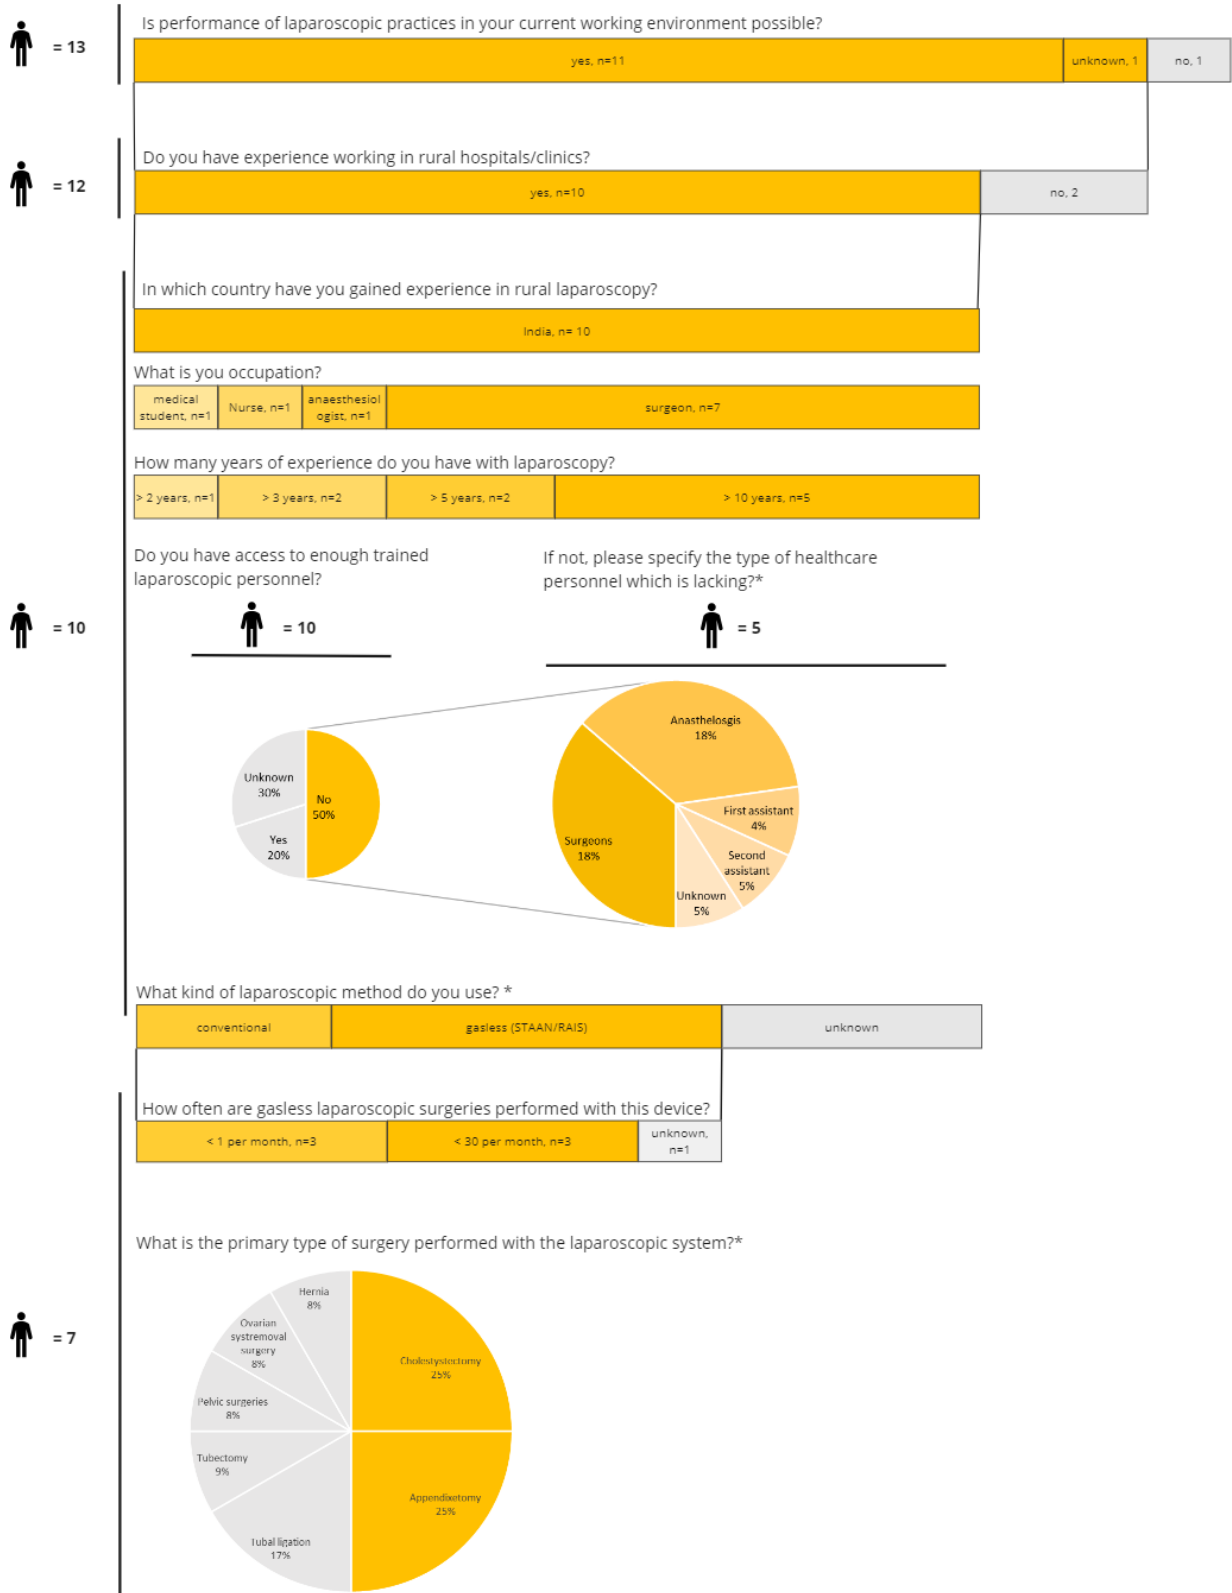 Is performance of laparoscopic practices in your current working environment possible?
= 13
yes, n=11
unknown, 1
no, 1
Do you have experience working in rural hospitals/clinics?
= 12
yes, n=10
no, 2
In which country have you gained experience in rural laparoscopy?
India, n= 10
What is you occupation?
medical
student, n=1
Nurse, n=1
anaesthesiol
ogist, n=1
surgeon, n=7
How many years of experience do you have with laparoscopy?
> 2 years, n=1
> 3 years, n=2
> 5 years, n=2
> 10 years, n=5
Do you have access to enough trained
laparoscopic personnel?
If not, please specify the type of healthcare
personnel which is lacking?*
= 10
= 10
= 5
Unknown
30%
No
50%
Yes
20%
Anasthelosgis
18%
First assistant
4%
Second
assistant
5%
Unknown
5%
Surgeons
18%
What kind of laparoscopic method do you use? *
conventional
gasless (STAAN/RAIS)
unknown
How often are gasless laparoscopic surgeries performed with this device?
< 1 per month, n=3
< 30 per month, n=3
unknown,
n=1
What is the primary type of surgery performed with the laparoscopic system?*
= 7
Hernia
8%
Ovarian
systremoval
surgery
8%
Pelvic surgeries
8%
Tubectomy
9%
Tubal ligation
17%
Cholestystectomy
25%
Appendixetomy
25%